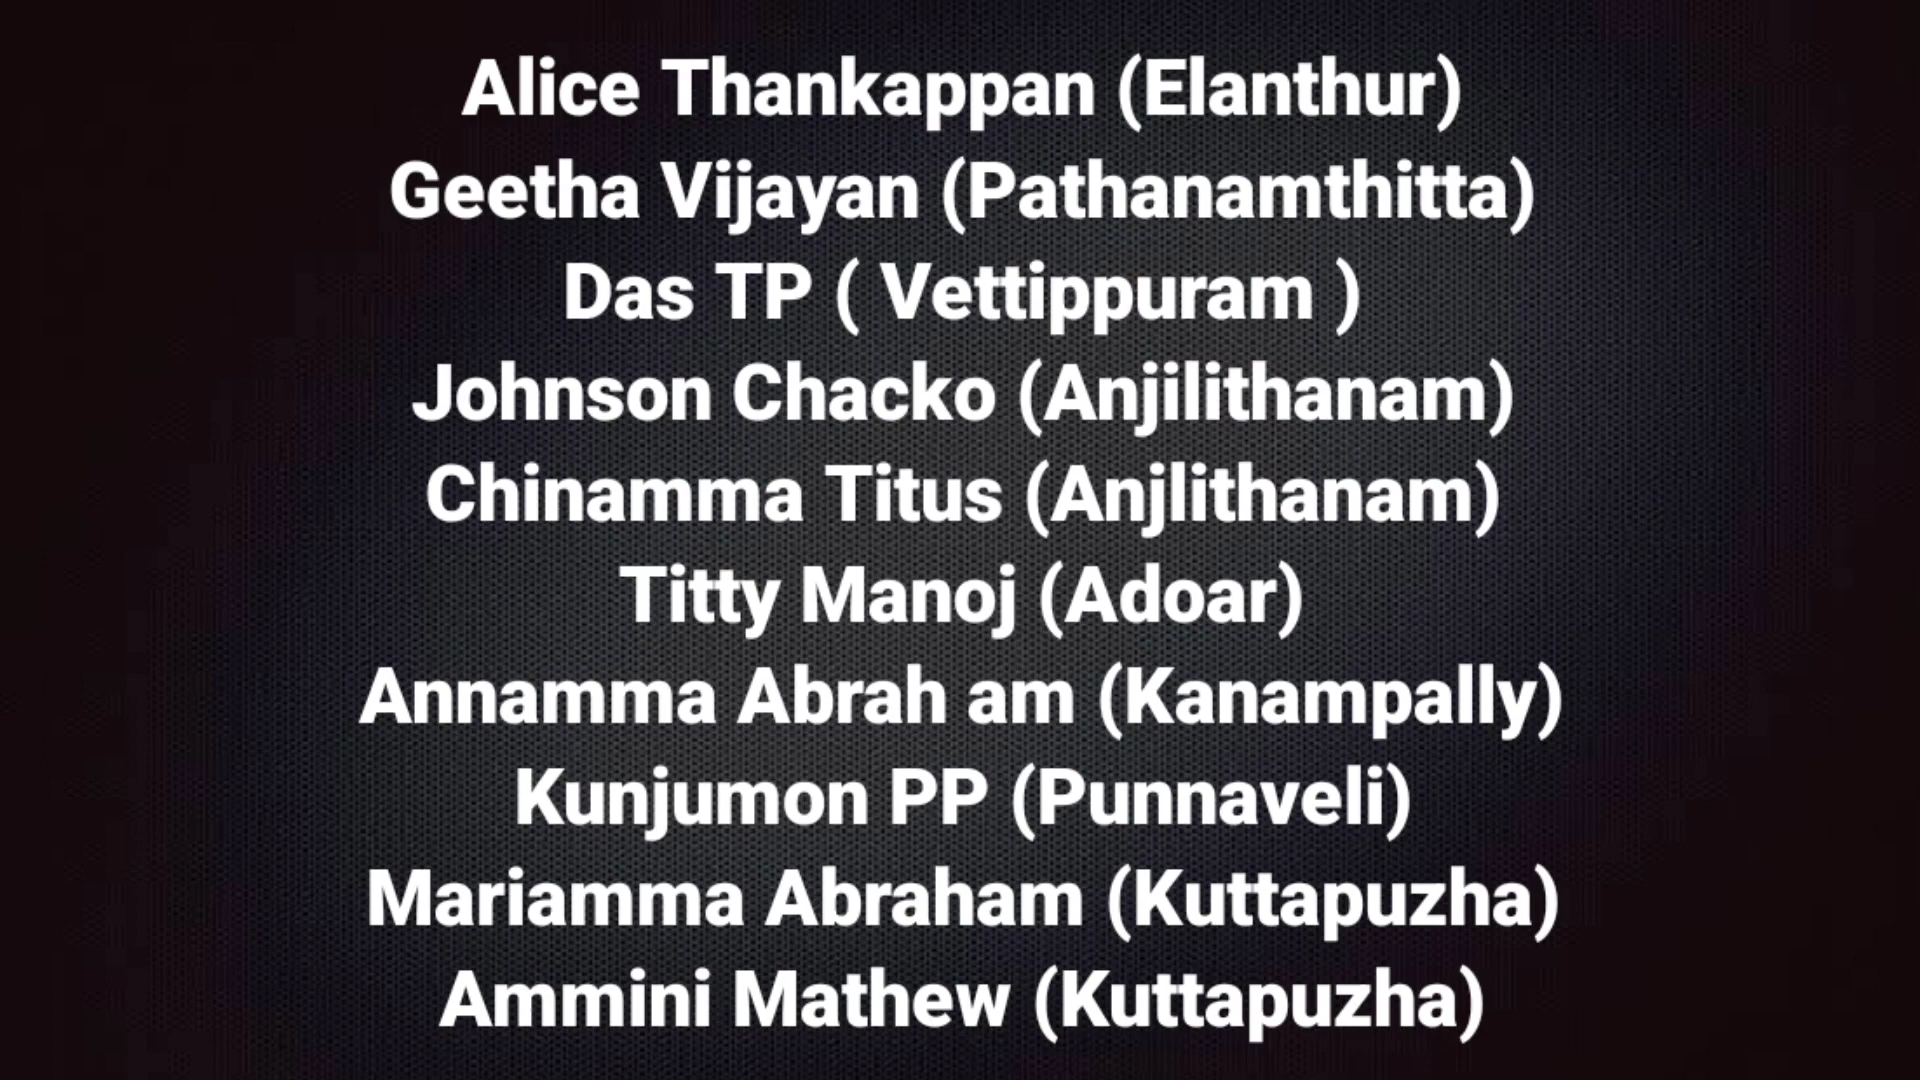 Alice Thankappan (Elanthur)
Geetha Vijayan (Pathanamthitta)
Das TP ( Vettippuram )
Johnson Chacko (Anjilithanam)
Chinamma Titus (Anjlithanam)
Titty Manoj (Adoar)
Annamma Abrah am (Kanampally)
Kunjumon PP (Punnaveli)
Mariamma Abraham (Kuttapuzha)
Ammini Mathew (Kuttapuzha)